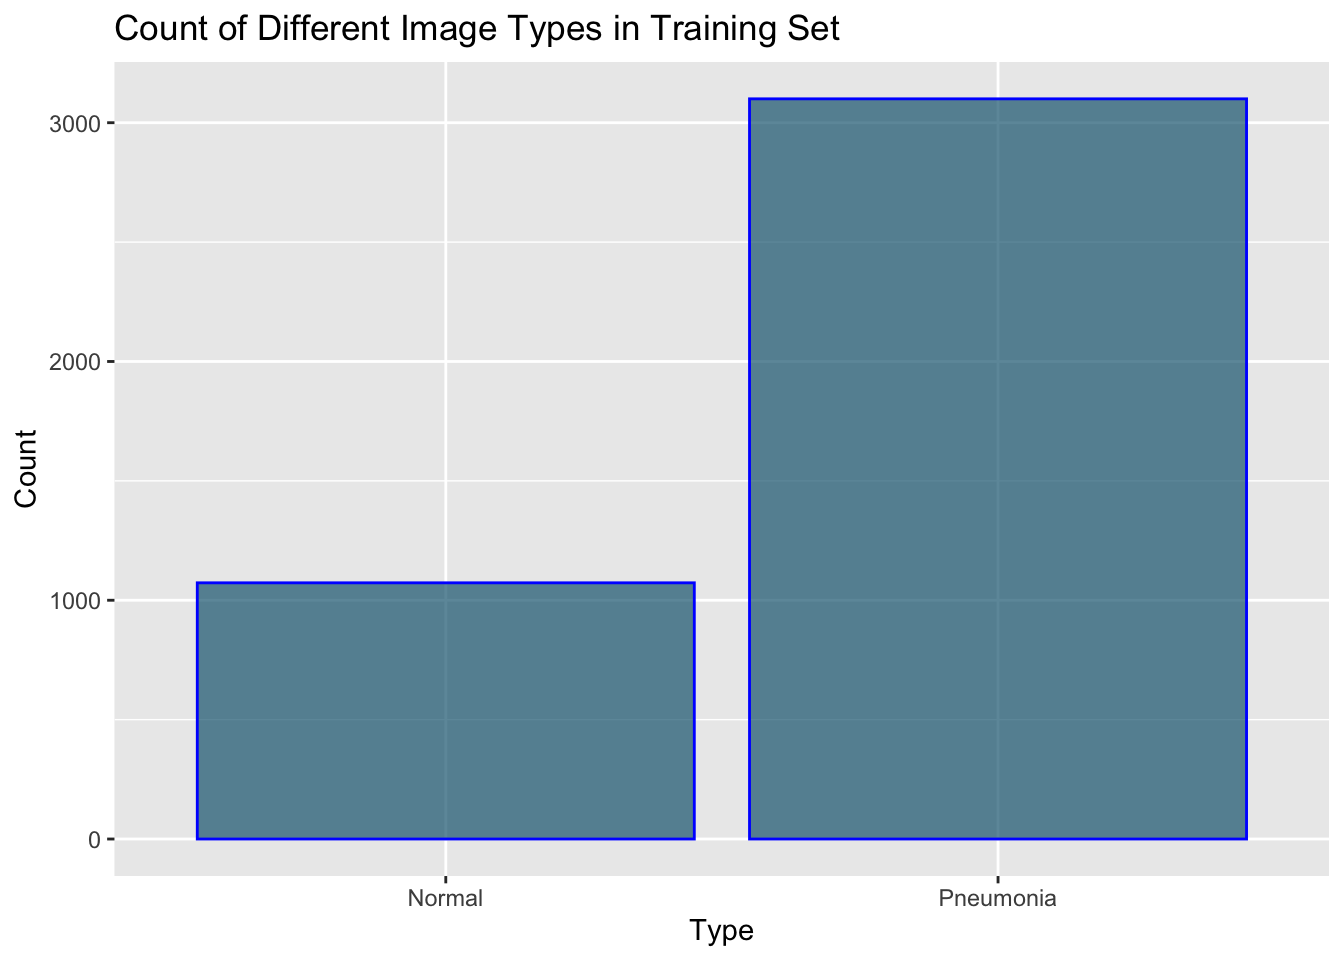 Count of Different Image Types in Training Set
3000
2000
1000
0
Count
Normal
Pneumonia
Type